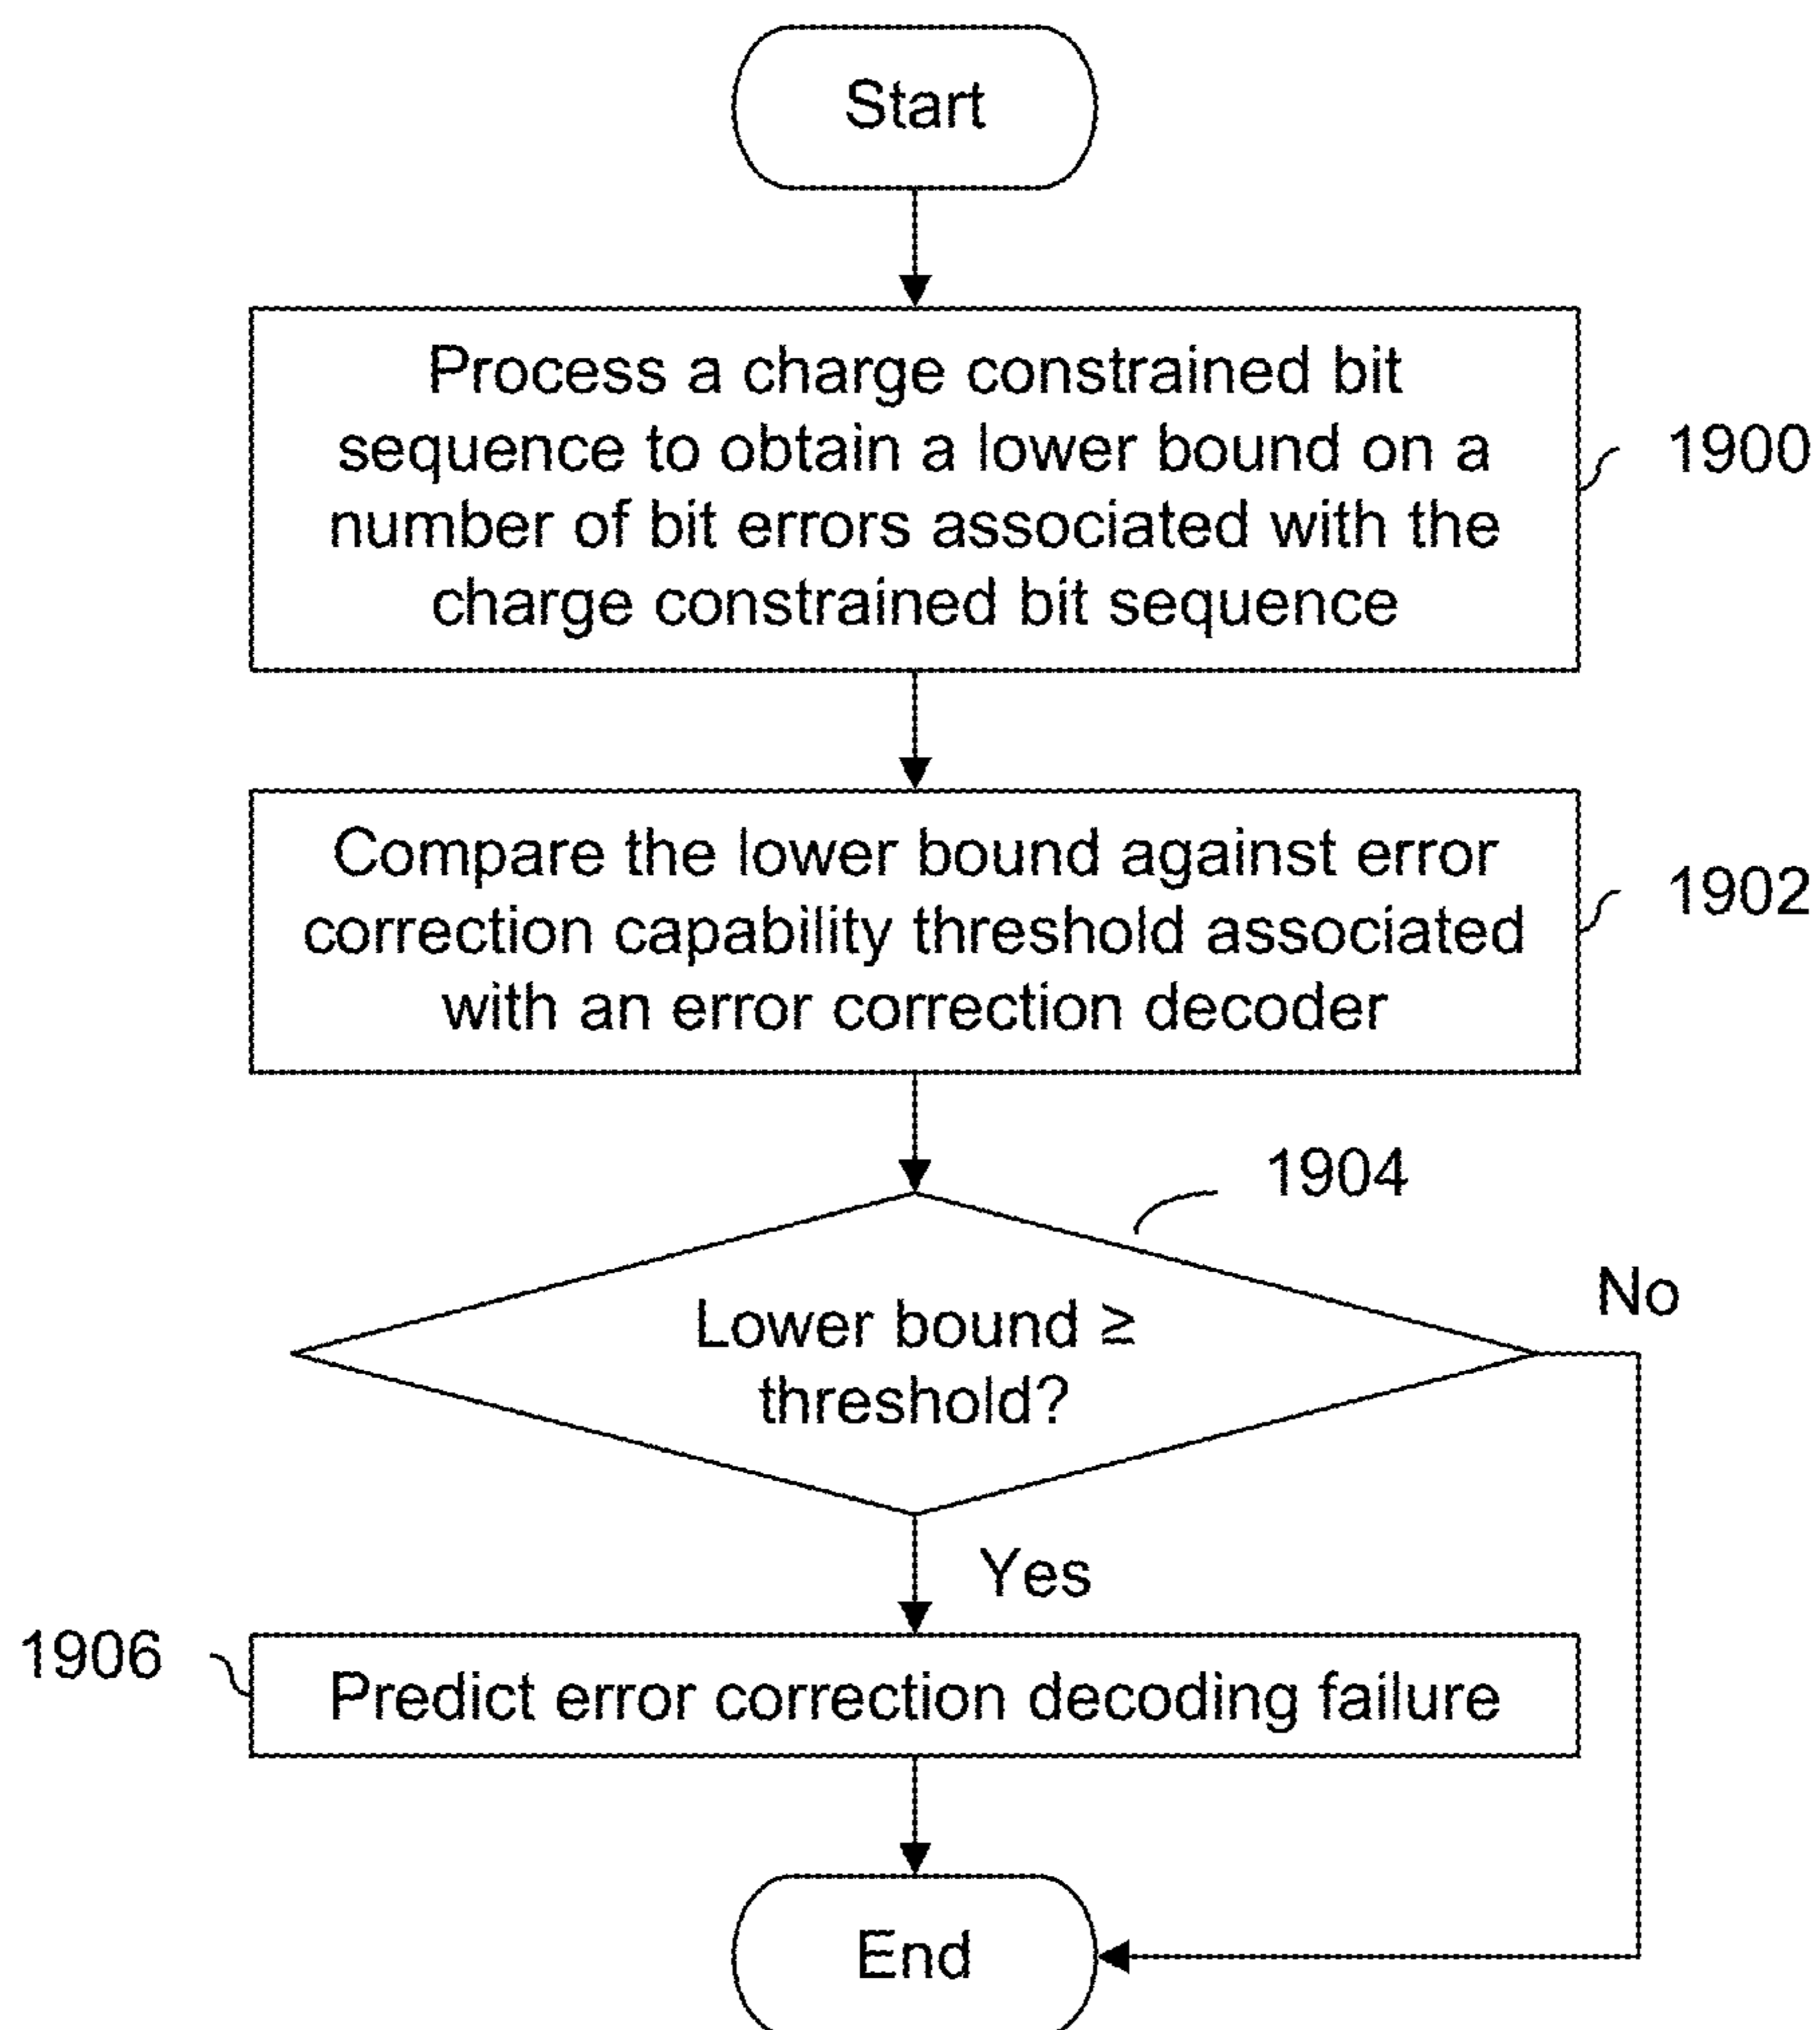 Start
Process a charge constrained bit
sequence to obtain a lower bound on a
number of bit errors associated with the
charge constrained bit sequence
1900
Compare the lower bound against error
correction capability threshold associated
with an error correction decoder
1902
1904
Lower bound ≥
threshold?
No
Yes
1906
Predict error correction decoding failure
End